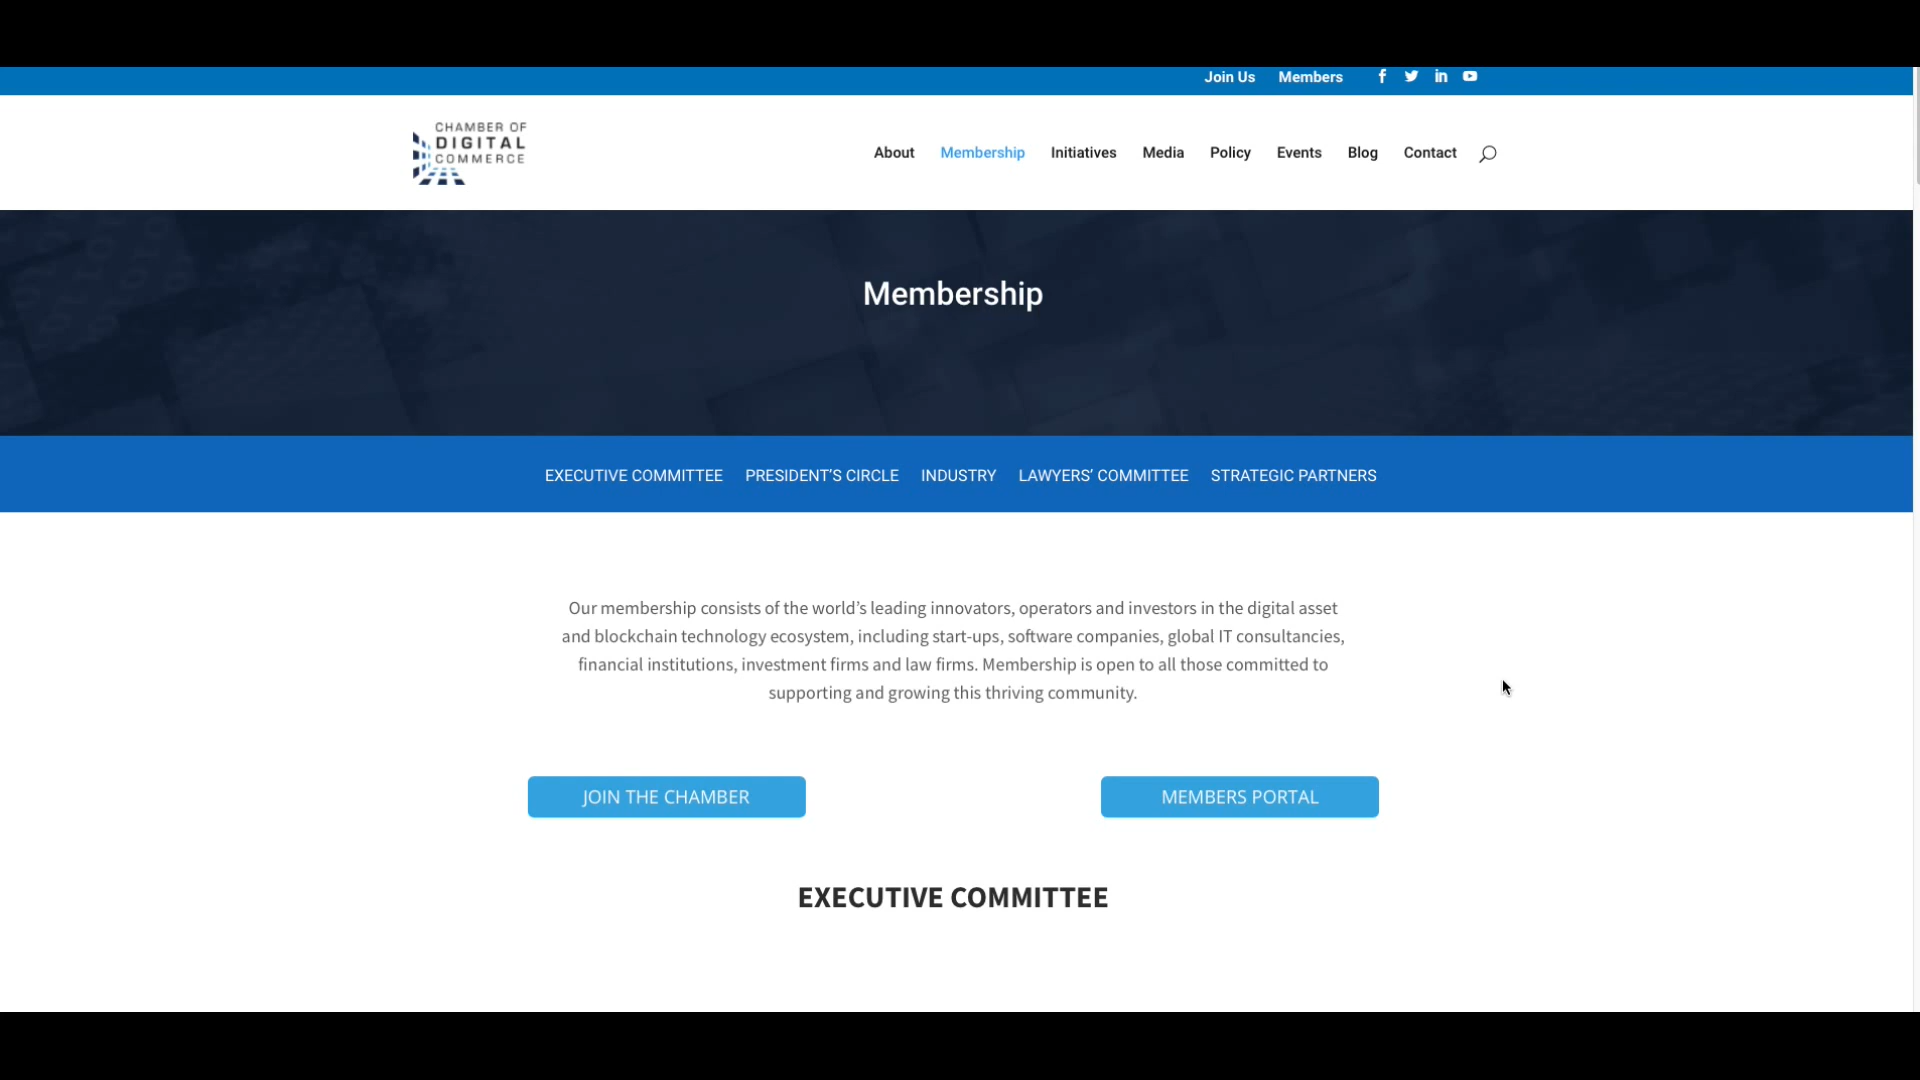 Join Us Members
CHAMBER OF
DIGITAL
COMMERCE
About Membership Initiatives Media Policy Events Blog Contact
Membership
EXECUTIVE COMMITTEE PRESIDENT’S CIRCLE INDUSTRY LAWYERS’ COMMITTEE STRATEGIC PARTNERS
Our membership consists of the world’s leading innovators, operators and investors in the digital asset
and blockchain technology ecosystem, including start-ups, software companies, global IT consultancies,
financial institutions, investment firms and law firms. Membership is open to all those committed to
supporting and growing this thriving community.
JOIN THE CHAMBER MEMBERS PORTAL
EXECUTIVE COMMITTEE